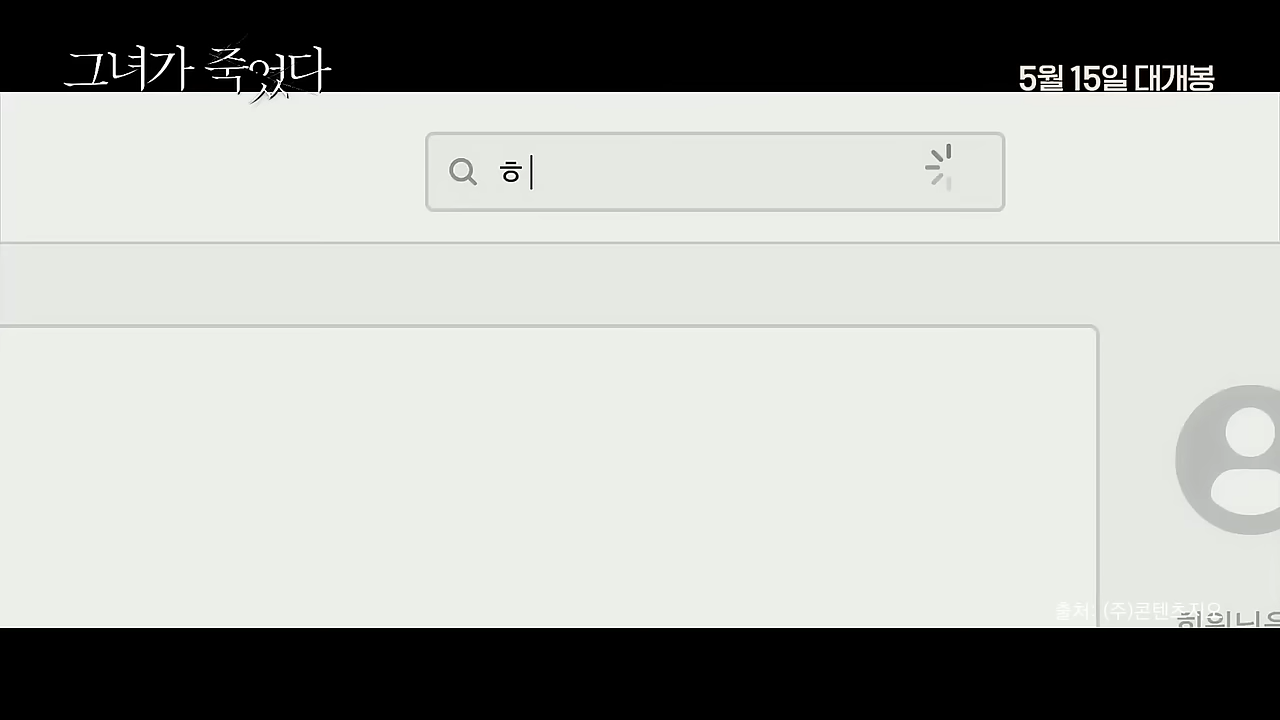 그녀가 죽었다
5월 15일 대개봉
ㅎ
출처: (주)콘텐츠지오